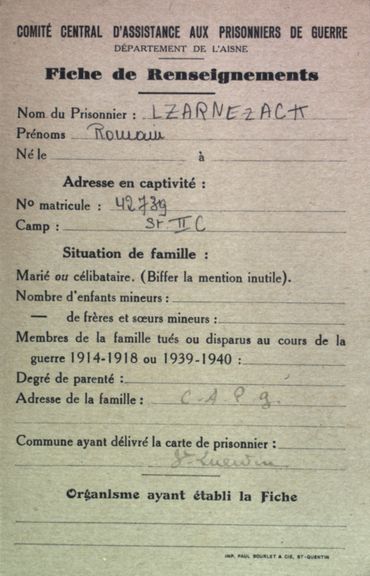 COMITÉ CENTRAL D'ASSISTANCE AUX PRISONNIERS DE GUERRE
DÉPARTEMENT DE L'AISNE
Fiche de Renseignements
Nom du Prisonnier : LZARNEZACK
Prénoms Romain
Né le à
Adresse en captivité :
No matricule : 42739
Camp : St. II C
Situation de famille :
Marié ou célibataire. (Biffer la mention inutile).
Nombre d'enfants mineurs :
— de frères et sœurs mineurs :
Membres de la famille tués ou disparus au cours de la
guerre 1914-1918 ou 1939-1940 :
Degré de parenté :
Adresse de la famille : C.A.P.g.
Commune ayant délivré la carte de prisonnier :
St Quentin
Organisme ayant établi la Fiche
IMP. PAUL BOURLET & CIE, ST-QUENTIN